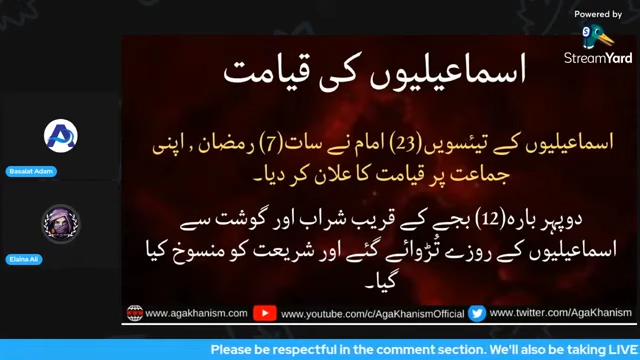 Powered by
StreamYard
اسماعیلیوں کی قیامت
اسماعیلیوں کے تیئسویں(23) امام نے سات(7) رمضان , اپنی
جماعت پر قیامت کا علان کر دیا۔
دوپہر بارہ(12) بجے کے قریب شراب اور گوشت سے
اسماعیلیوں کے روزے تُڑوائے گئے اور شریعت کو منسوخ کیا
گیا۔
Basalat Adam
Elaina Ali
www.agakhanism.com www.youtube.com/c/AgaKhanismOfficial www.twitter.com/AgaKhanism
Please be respectful in the comment section. We'll also be taking LIVE